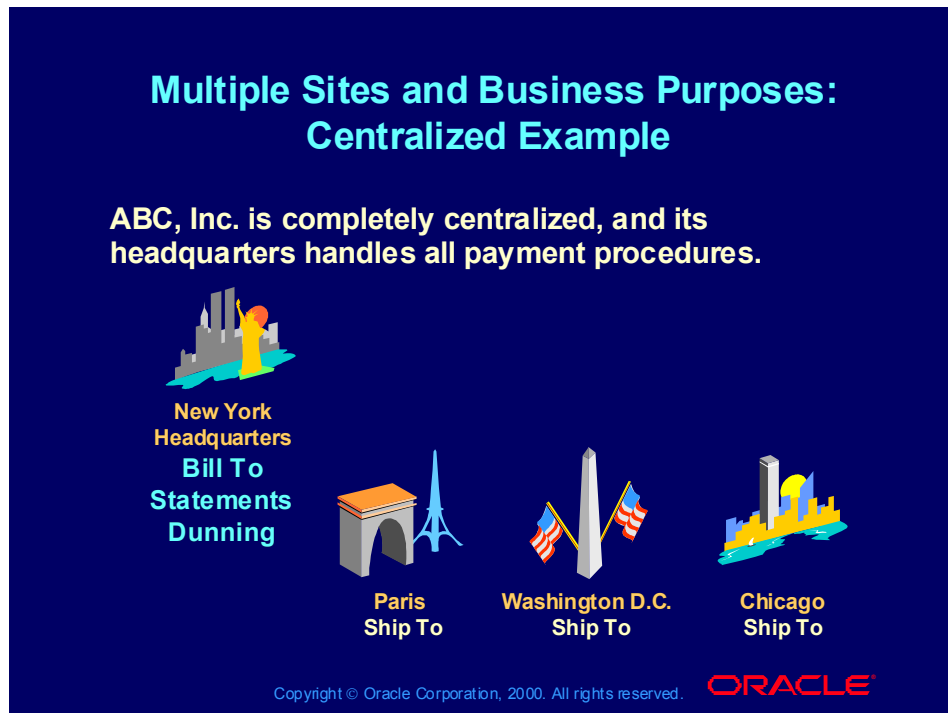 Multiple Sites and Business Purposes:
Centralized Example
ABC, Inc. is completely centralized, and its
headquarters handles all payment procedures.
New York
Headquarters
Bill To
Statements
Dunning
Paris
Ship To
Washington D.C.
Ship To
Chicago
Ship To
Copyright © Oracle Corporation, 2000. All rights reserved.
ORACLE®